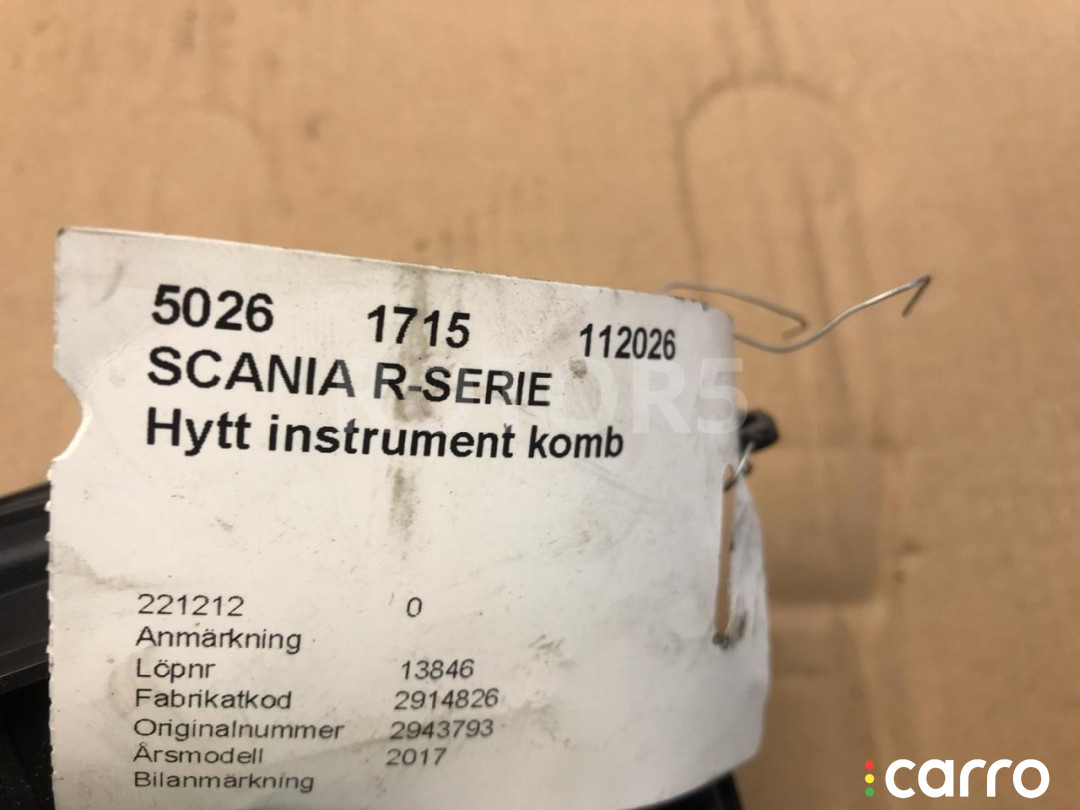 5026 1715 112026
SCANIA R-SERIE
Hytt instrument komb
221212 0
Anmärkning
Löpnr 13846
Fabrikatkod 2914826
Originalnummer 2943793
Årsmodell 2017
Bilanmärkning
carro